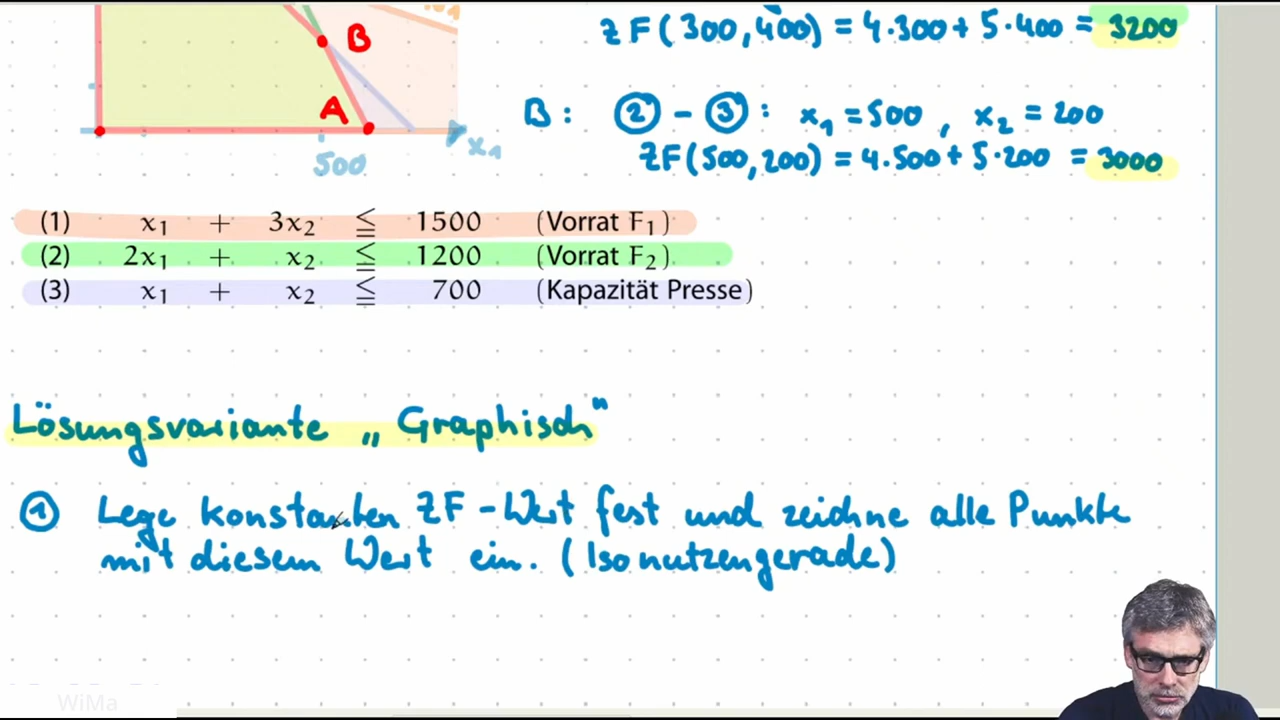 ZF(300,400) = 4·300 + 5·400 = 3200
B
A
500
x₁
B: ② - ③: x₁ = 500, x₂ = 200
ZF(500,200) = 4·500 + 5·200 = 3000
(1) x₁ + 3x₂ ≦ 1500 (Vorrat F₁)
(2) 2x₁ + x₂ ≦ 1200 (Vorrat F₂)
(3) x₁ + x₂ ≦ 700 (Kapazität Presse)
Lösungsvariante „Graphisch"
① Lege konstanten ZF-Wert fest und zeichne alle Punkte
mit diesem Wert ein. (Isonutzengerade)
WiMa